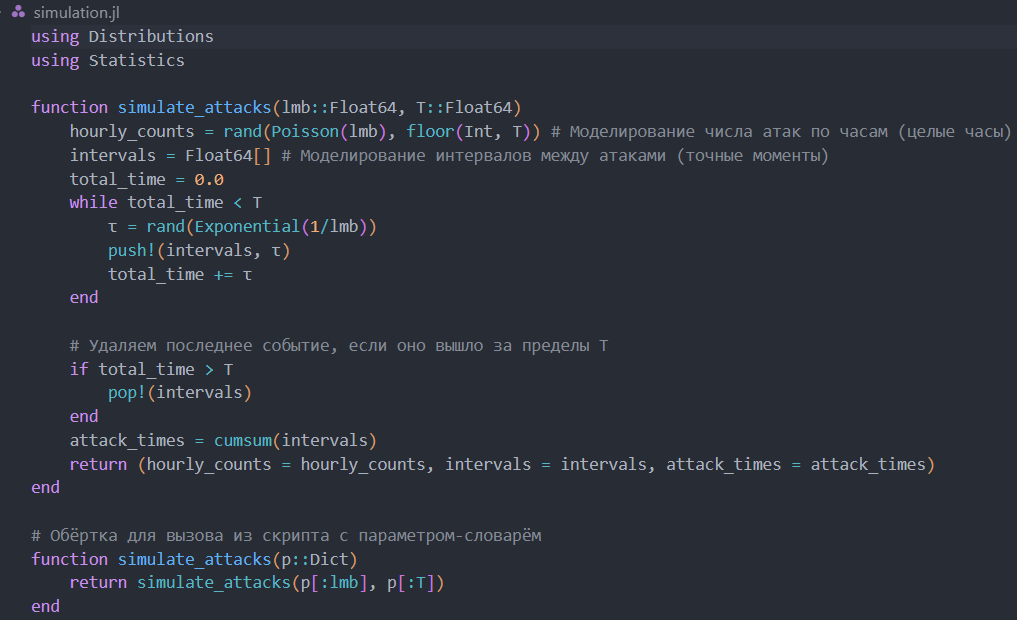 simulation.jl
using Distributions
using Statistics
function simulate_attacks(lmb::Float64, T::Float64)
    hourly_counts = rand(Poisson(lmb), floor(Int, T)) # Моделирование числа атак по часам (целые часы)
    intervals = Float64[] # Моделирование интервалов между атаками (точные моменты)
    total_time = 0.0
    while total_time < T
        τ = rand(Exponential(1/lmb))
        push!(intervals, τ)
        total_time += τ
    end
    # Удаляем последнее событие, если оно вышло за пределы T
    if total_time > T
        pop!(intervals)
    end
    attack_times = cumsum(intervals)
    return (hourly_counts = hourly_counts, intervals = intervals, attack_times = attack_times)
end
# Обёртка для вызова из скрипта с параметром-словарём
function simulate_attacks(p::Dict)
    return simulate_attacks(p[:lmb], p[:T])
end